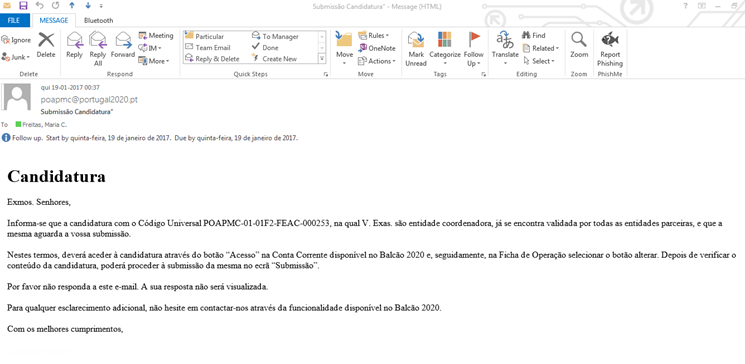 Submissão Candidatura" - Message (HTML)
FILE MESSAGE Bluetooth
Ignore
Junk
Delete
Reply
Reply All
Forward
Meeting
IM
More
Particular
Team Email
Reply & Delete
To Manager
Done
Create New
Move
Rules
OneNote
Actions
Mark Unread
Categorize
Follow Up
Translate
Find
Related
Select
Zoom
Report Phishing
Delete Respond Quick Steps Move Tags Editing Zoom PhishMe
qui 19-01-2017 00:37
poapmc@portugal2020.pt
Submissão Candidatura"
To Freitas, Maria C.
Follow up. Start by quinta-feira, 19 de janeiro de 2017. Due by quinta-feira, 19 de janeiro de 2017.
Candidatura
Exmos. Senhores,
Informa-se que a candidatura com o Código Universal POAPMC-01-01F2-FEAC-000253, na qual V. Exas. são entidade coordenadora, já se encontra validada por todas as entidades parceiras, e que a
mesma aguarda a vossa submissão.
Nestes termos, deverá aceder à candidatura através do botão “Acesso” na Conta Corrente disponível no Balcão 2020 e, seguidamente, na Ficha de Operação selecionar o botão alterar. Depois de verificar o
conteúdo da candidatura, poderá proceder à submissão da mesma no ecrã “Submissão”.
Por favor não responda a este e-mail. A sua resposta não será visualizada.
Para qualquer esclarecimento adicional, não hesite em contactar-nos através da funcionalidade disponível no Balcão 2020.
Com os melhores cumprimentos,